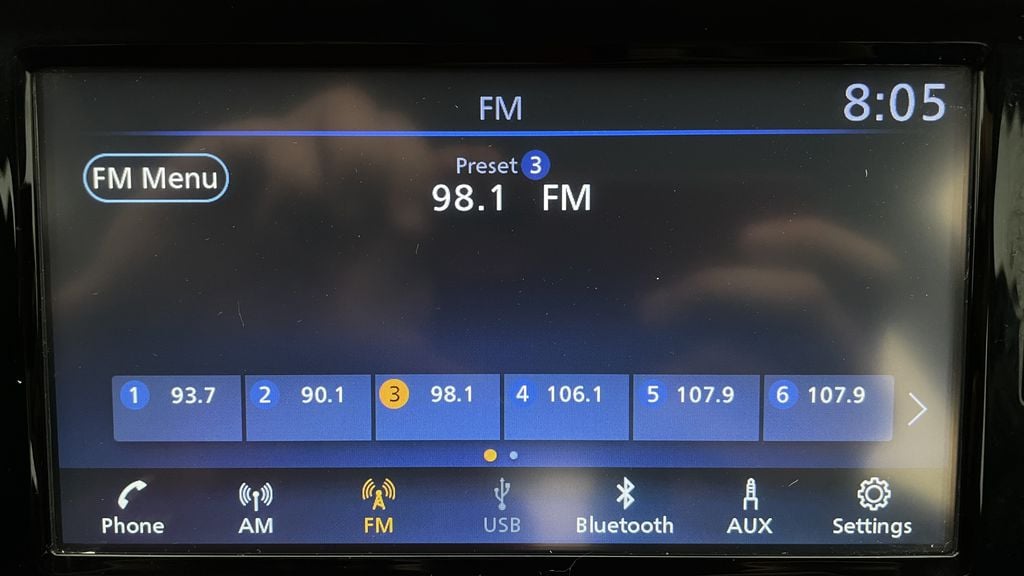 FM
8:05
FM Menu
Preset 3
98.1 FM
1 93.7 2 90.1 3 98.1 4 106.1 5 107.9 6 107.9
Phone AM FM USB Bluetooth AUX Settings